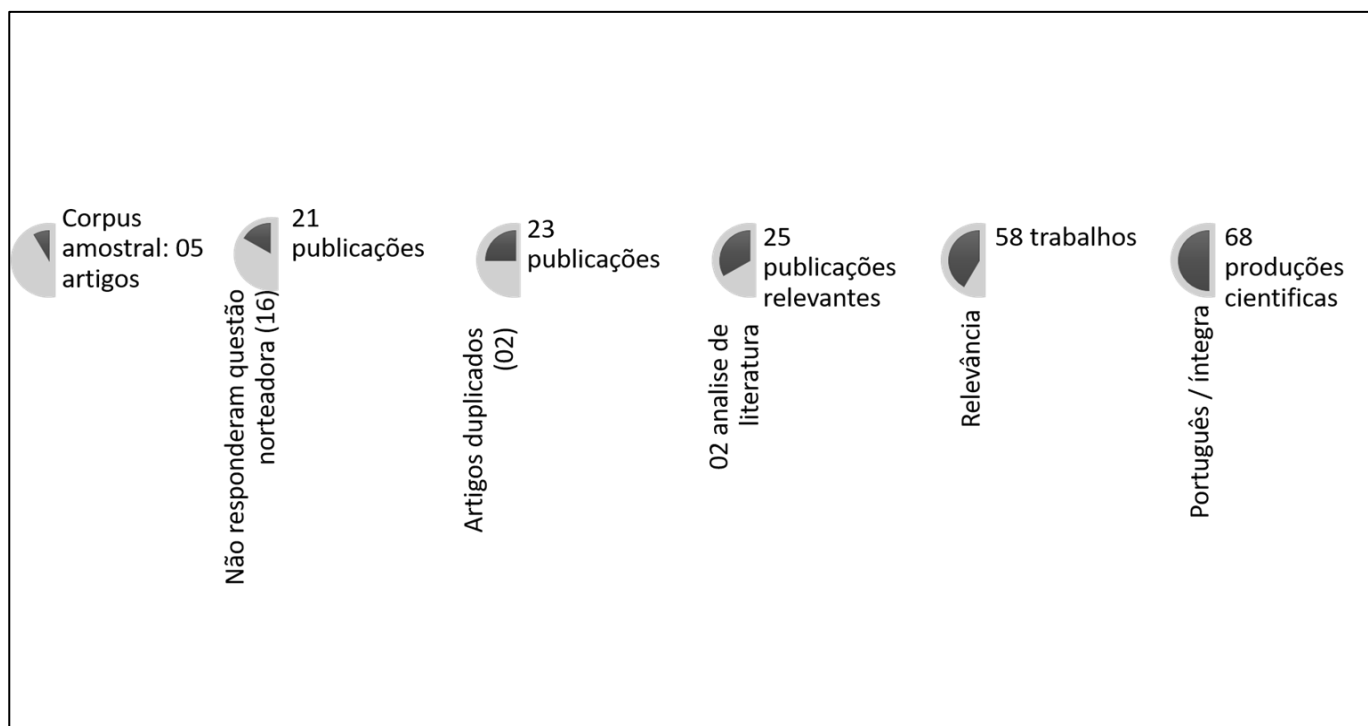 Corpus
amostral: 05
artigos
Não responderam questão
norteadora (16)
21
publicações
Artigos duplicados
(02)
23
publicações
02 analise de
literatura
25
publicações
relevantes
Relevância
58 trabalhos
Português / íntegra
68
produções
cientificas